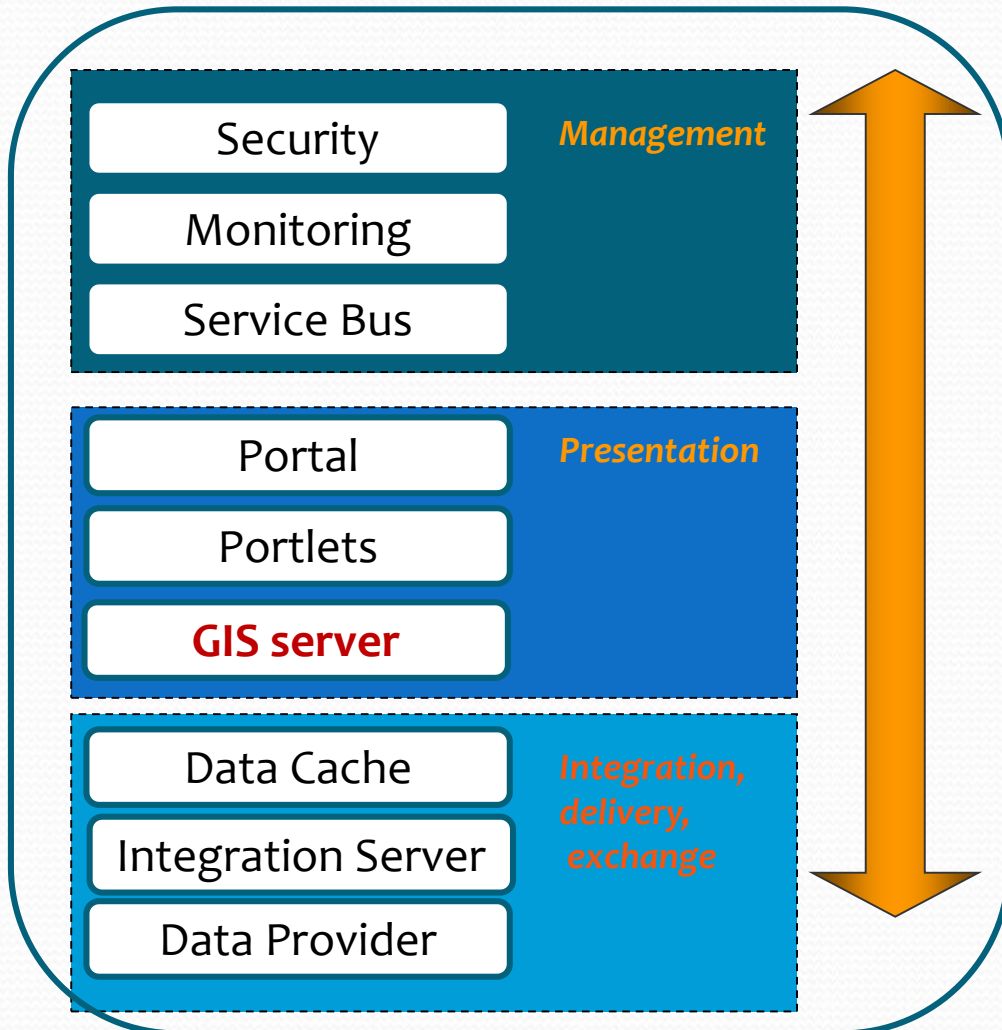 Security
Management
Monitoring
Service Bus
Portal
Presentation
Portlets
GIS server
Data Cache
Integration,
delivery,
exchange
Integration Server
Data Provider